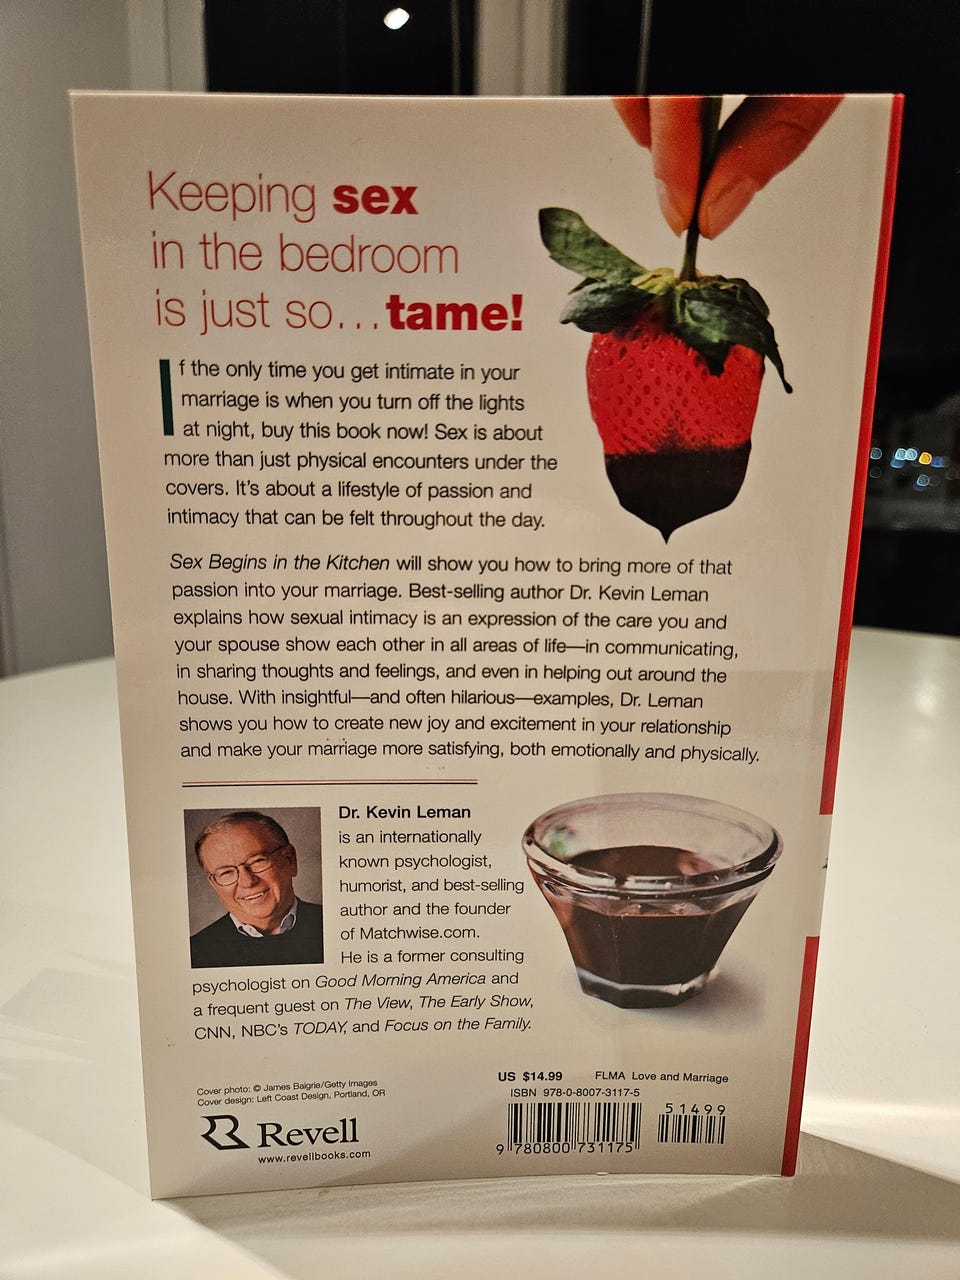 Keeping sex
in the bedroom
is just so...tame!
If the only time you get intimate in your
marriage is when you turn off the lights
at night, buy this book now! Sex is about
more than just physical encounters under the
covers. It's about a lifestyle of passion and
intimacy that can be felt throughout the day.
Sex Begins in the Kitchen will show you how to bring more of that
passion into your marriage. Best-selling author Dr. Kevin Leman
explains how sexual intimacy is an expression of the care you and
your spouse show each other in all areas of life—in communicating,
in sharing thoughts and feelings, and even in helping out around the
house. With insightful—and often hilarious—examples, Dr. Leman
shows you how to create new joy and excitement in your relationship
and make your marriage more satisfying, both emotionally and physically.
Dr. Kevin Leman
is an internationally
known psychologist,
humorist, and best-selling
author and the founder
of Matchwise.com.
He is a former consulting
psychologist on Good Morning America and
a frequent guest on The View, The Early Show,
CNN, NBC's TODAY, and Focus on the Family.
Cover photo: © James Baigrie/Getty Images
Cover design: Left Coast Design, Portland, OR
Revell
www.revellbooks.com
US $14.99 FLMA Love and Marriage
ISBN 978-0-8007-3117-5
51499
9 780800 731175